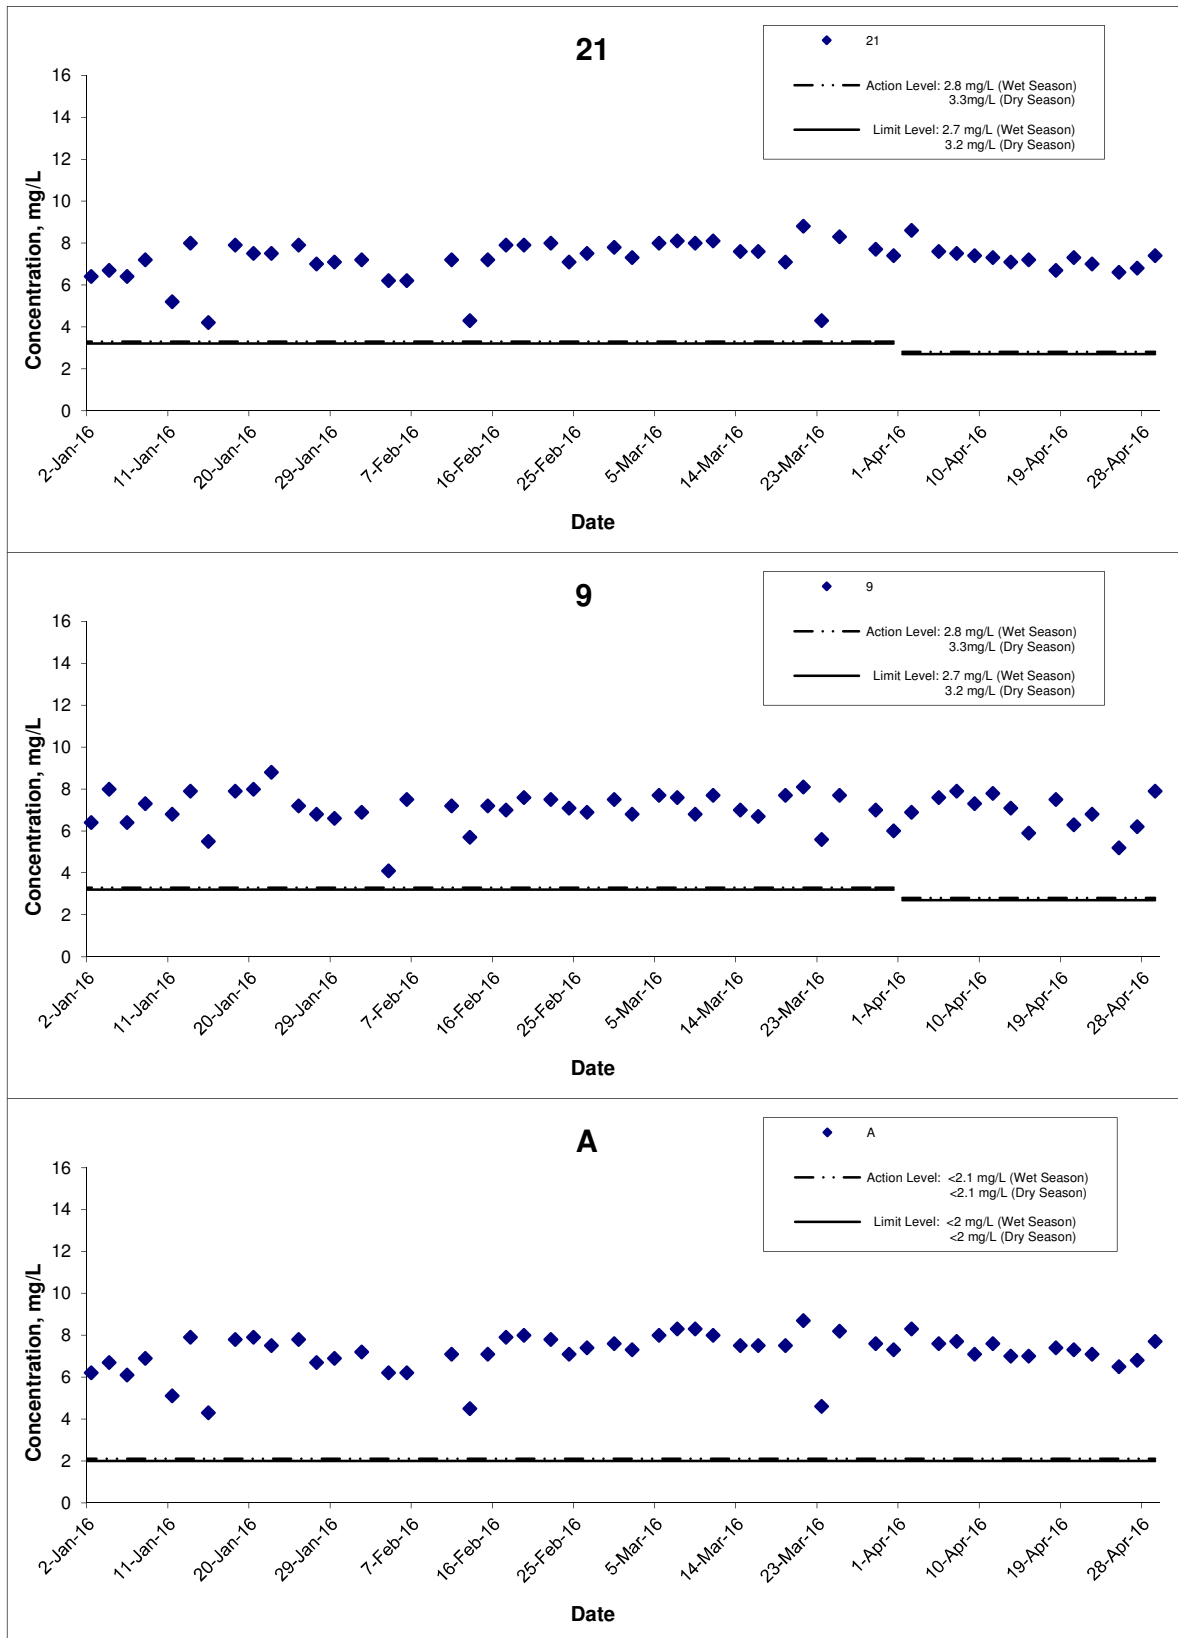 21
21
Action Level: 2.8 mg/L (Wet Season)
3.3mg/L (Dry Season)
Limit Level: 2.7 mg/L (Wet Season)
3.2 mg/L (Dry Season)
Concentration, mg/L
16
14
12
10
8
6
4
2
0
2-Jan-16
11-Jan-16
20-Jan-16
29-Jan-16
7-Feb-16
16-Feb-16
25-Feb-16
5-Mar-16
14-Mar-16
23-Mar-16
1-Apr-16
10-Apr-16
19-Apr-16
28-Apr-16
Date
9
9
Action Level: 2.8 mg/L (Wet Season)
3.3mg/L (Dry Season)
Limit Level: 2.7 mg/L (Wet Season)
3.2 mg/L (Dry Season)
Concentration, mg/L
16
14
12
10
8
6
4
2
0
2-Jan-16
11-Jan-16
20-Jan-16
29-Jan-16
7-Feb-16
16-Feb-16
25-Feb-16
5-Mar-16
14-Mar-16
23-Mar-16
1-Apr-16
10-Apr-16
19-Apr-16
28-Apr-16
Date
A
A
Action Level: <2.1 mg/L (Wet Season)
<2.1 mg/L (Dry Season)
Limit Level: <2 mg/L (Wet Season)
<2 mg/L (Dry Season)
Concentration, mg/L
16
14
12
10
8
6
4
2
0
2-Jan-16
11-Jan-16
20-Jan-16
29-Jan-16
7-Feb-16
16-Feb-16
25-Feb-16
5-Mar-16
14-Mar-16
23-Mar-16
1-Apr-16
10-Apr-16
19-Apr-16
28-Apr-16
Date